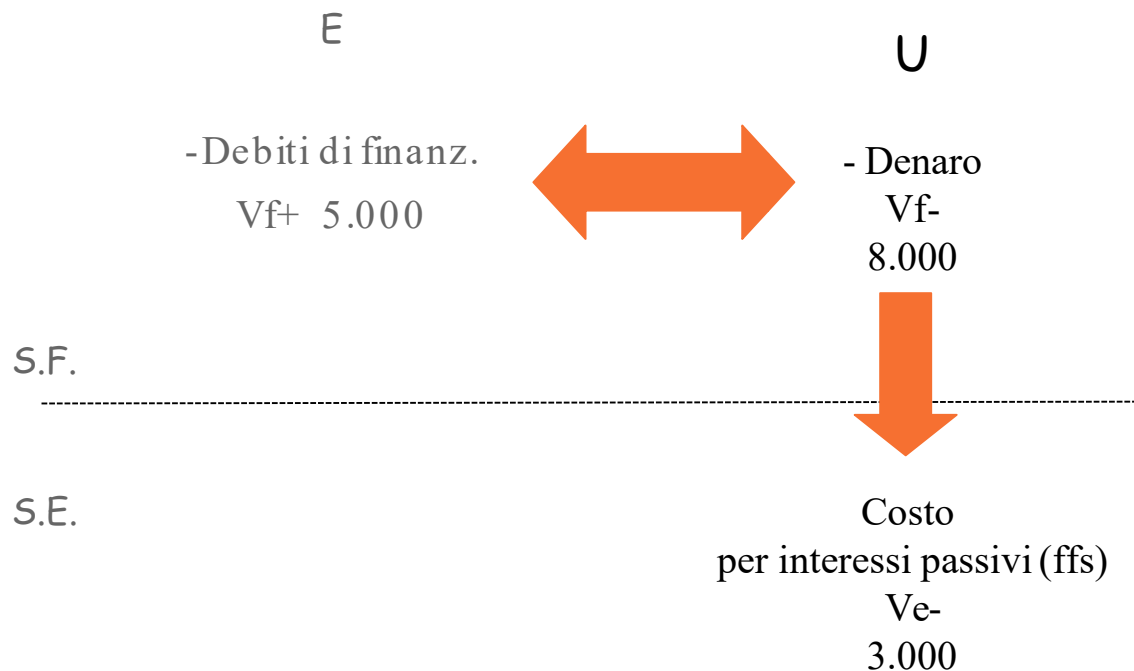 E
U
-Debiti di finanz.
Vf+ 5.000
- Denaro
Vf-
8.000
S.F.
S.E.
Costo
per interessi passivi (ffs)
Ve-
3.000